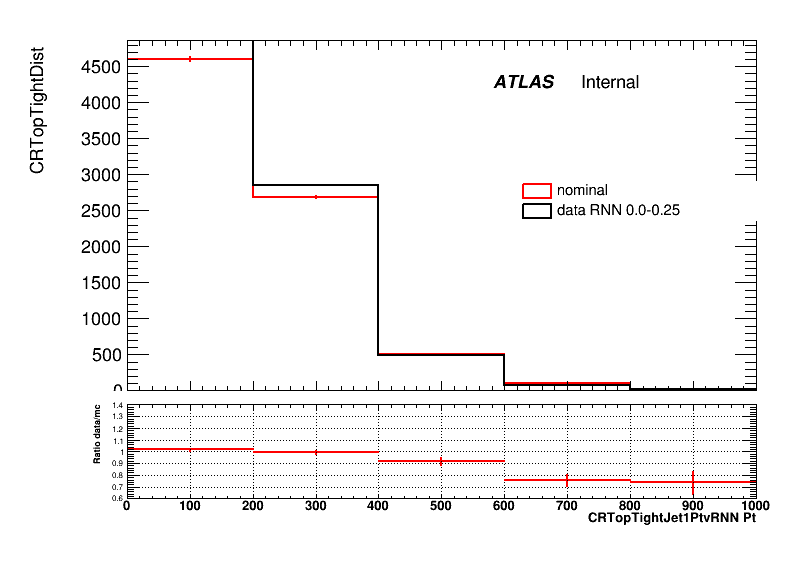 CRTopTightDist
4500
4000
3500
3000
2500
2000
1500
1000
500
0
ATLAS Internal
nominal
data RNN 0.0-0.25
Ratio data/mc
1.4
1.3
1.2
1.1
1
0.9
0.8
0.7
0.6
0 100 200 300 400 500 600 700 800 900 1000
CRTopTightJet1PtvRNN Pt